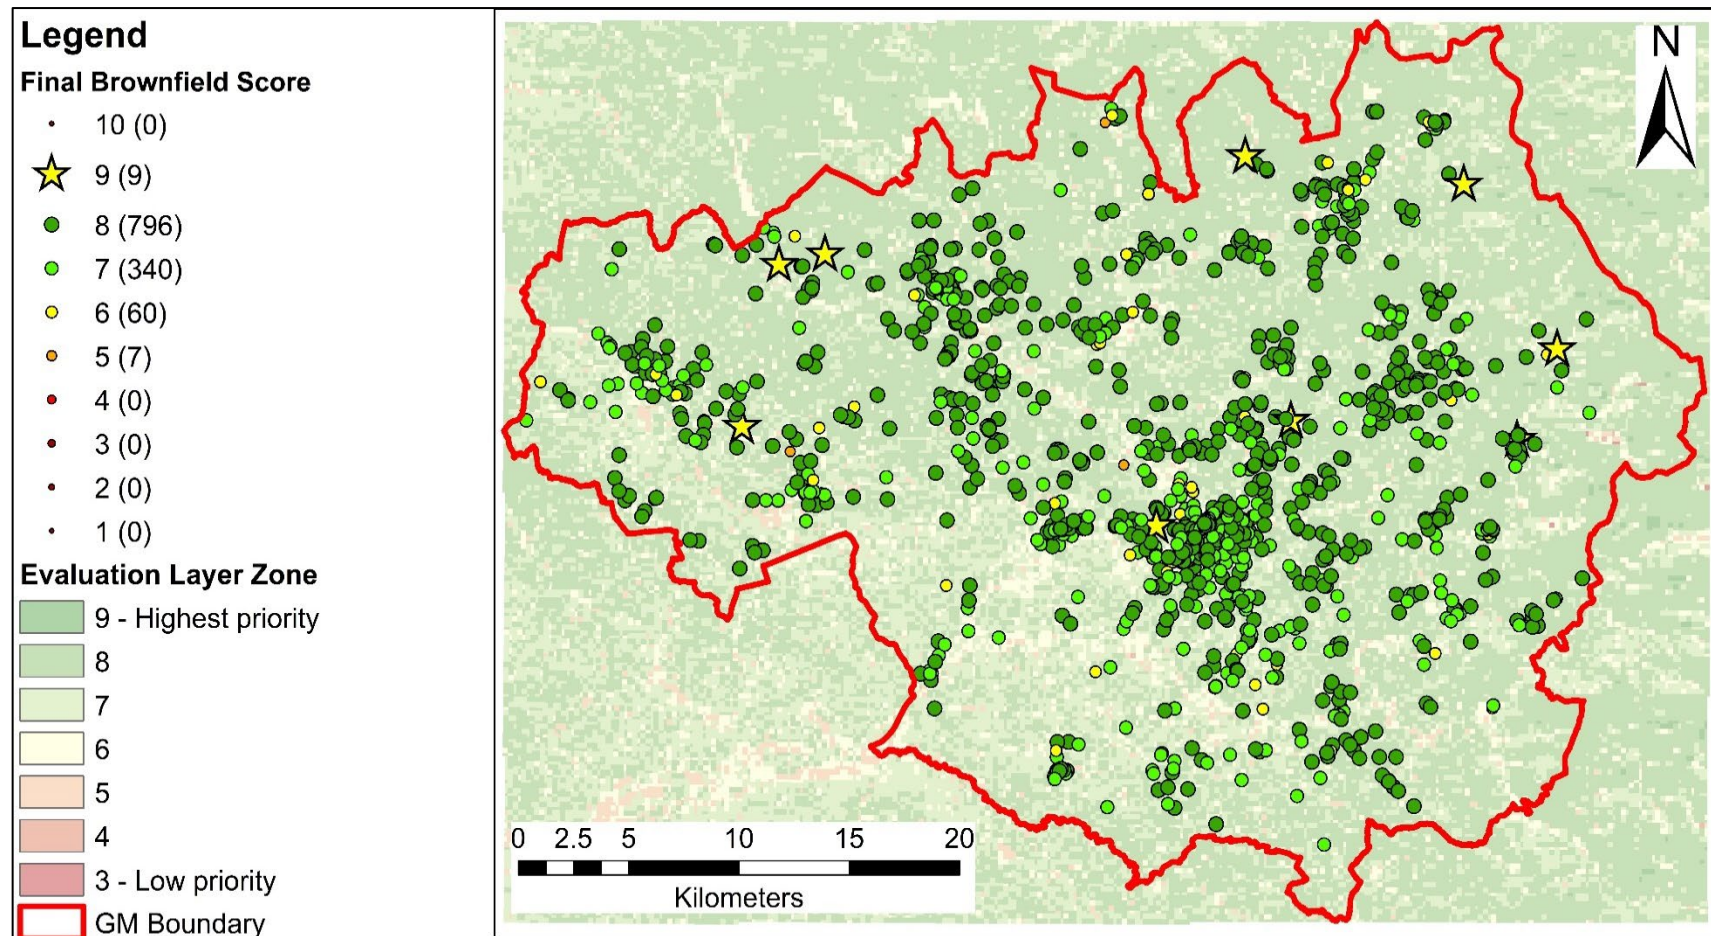 Legend
Final Brownfield Score
10 (0)
9 (9)
8 (796)
7 (340)
6 (60)
5 (7)
4 (0)
3 (0)
2 (0)
1 (0)
Evaluation Layer Zone
9 - Highest priority
8
7
6
5
4
3 - Low priority
GM Boundary
N
0 2.5 5 10 15 20
Kilometers